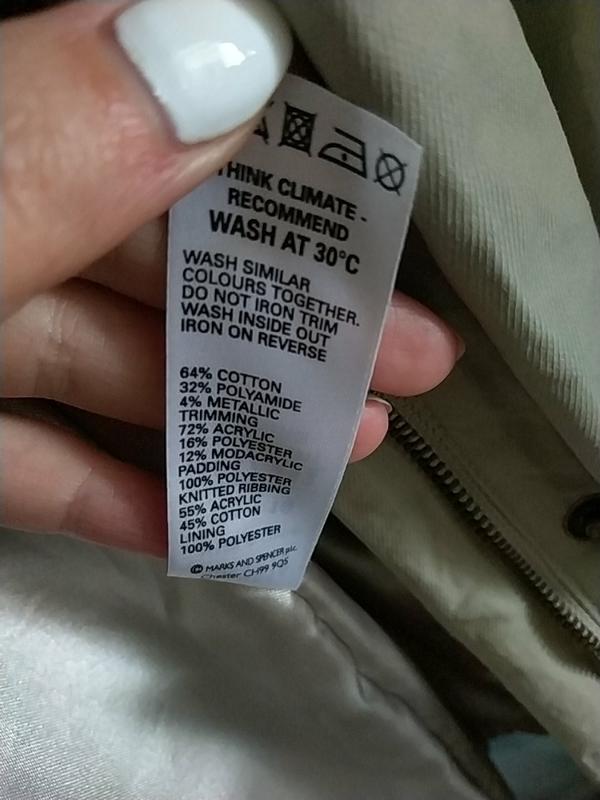 THINK CLIMATE -
RECOMMEND
WASH AT 30°C
WASH SIMILAR
COLOURS TOGETHER.
DO NOT IRON TRIM
WASH INSIDE OUT
IRON ON REVERSE
64% COTTON
32% POLYAMIDE
4% METALLIC
TRIMMING
72% ACRYLIC
16% POLYESTER
12% MODACRYLIC
PADDING
100% POLYESTER
KNITTED RIBBING
55% ACRYLIC
45% COTTON
LINING
100% POLYESTER
© MARKS AND SPENCER plc.
Chester CH99 9QS